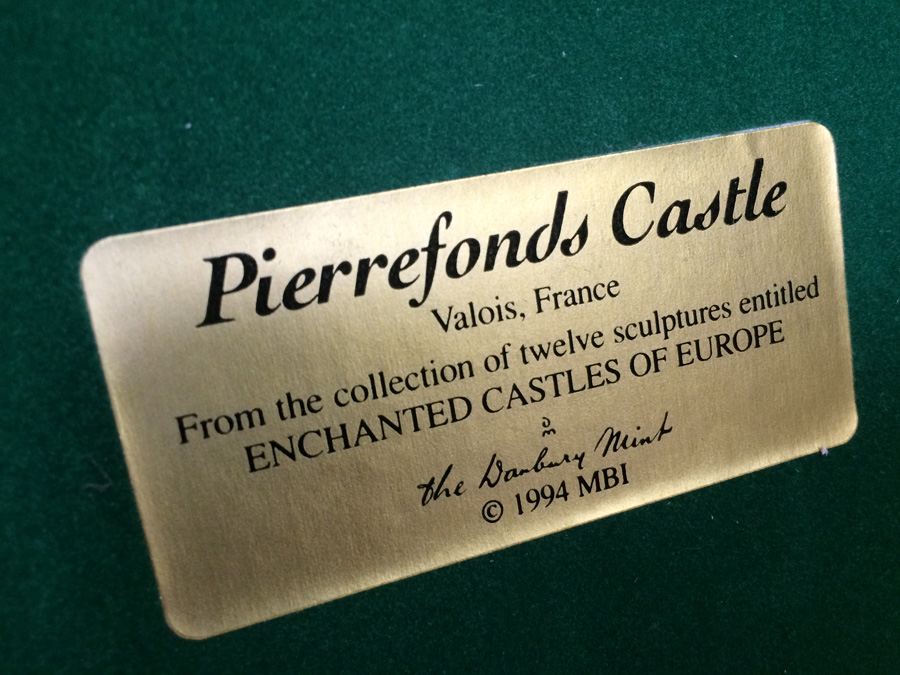 Pierrefonds Castle
Valois, France
From the collection of twelve sculptures entitled
ENCHANTED CASTLES OF EUROPE
the Danbury Mint
© 1994 MBI